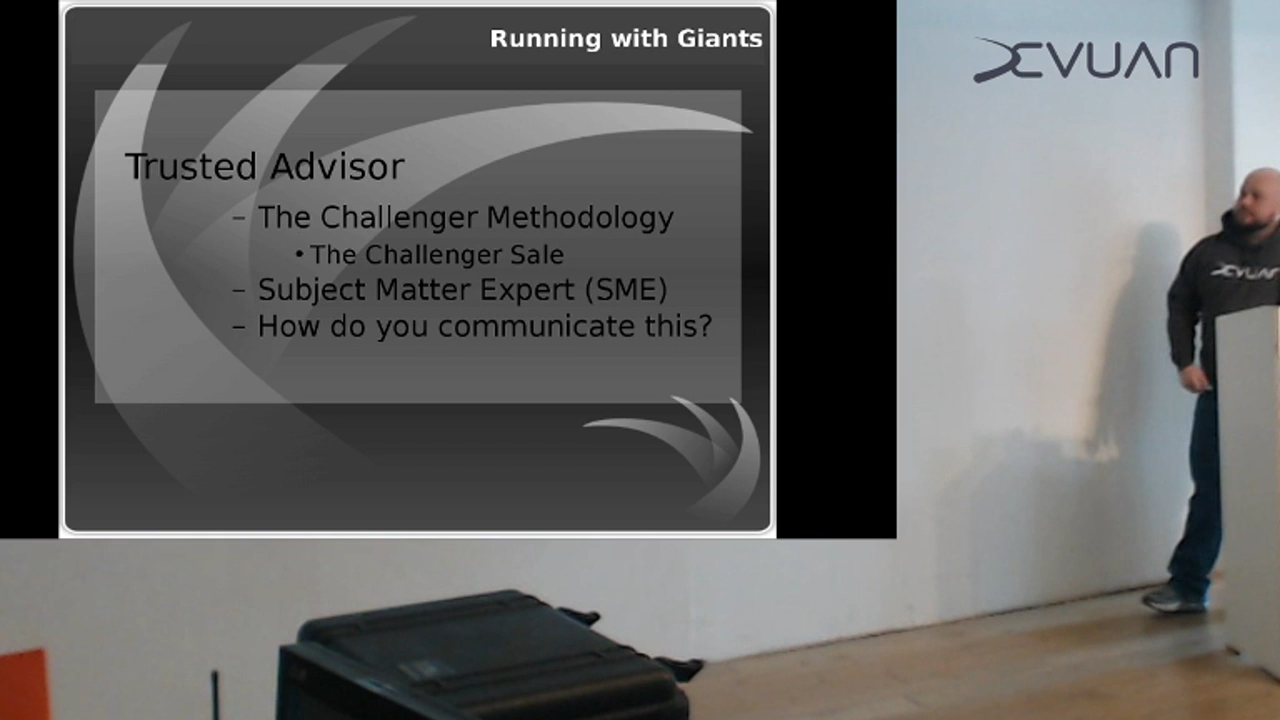 Running with Giants
DEVUAN
Trusted Advisor
– The Challenger Methodology
• The Challenger Sale
– Subject Matter Expert (SME)
– How do you communicate this?
DEVUAN